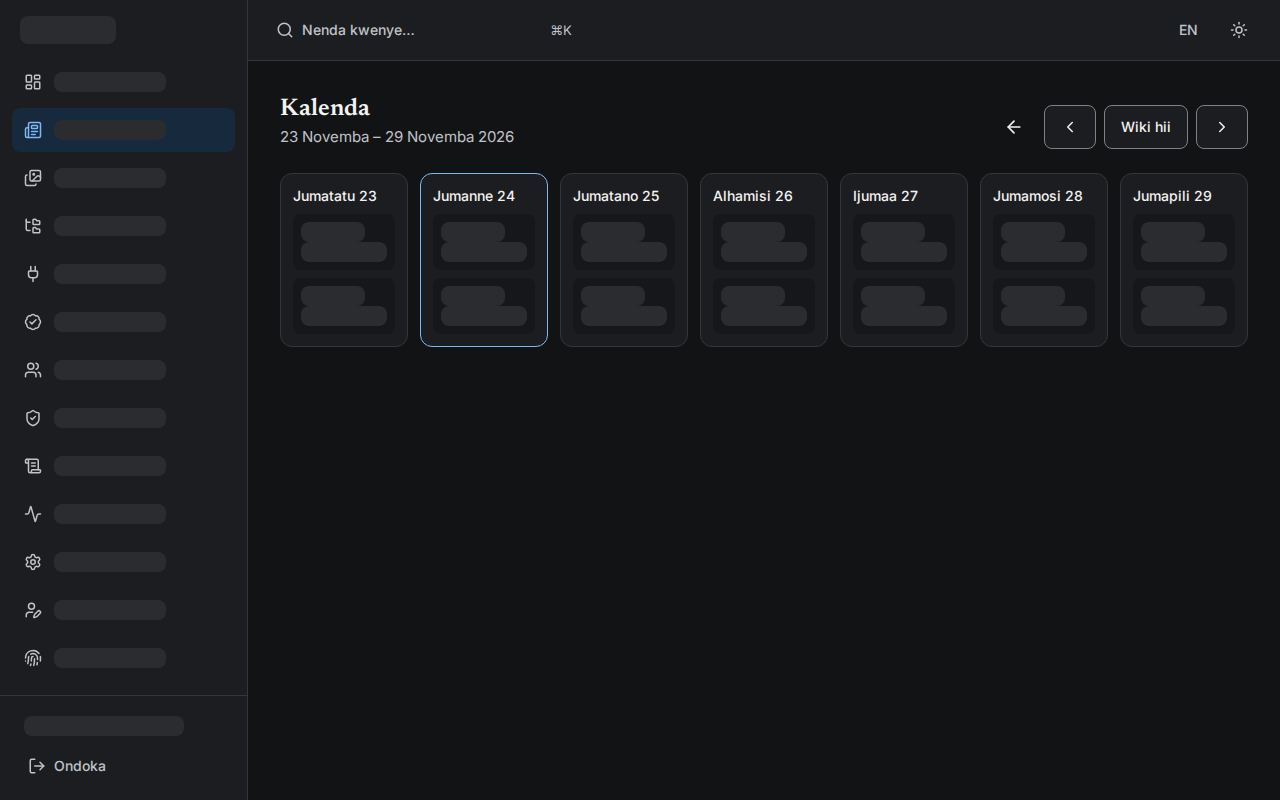 Nenda kwenye...
⌘K
EN
Kalenda
23 Novemba – 29 Novemba 2026
Wiki hii
Jumatatu 23
Jumanne 24
Jumatano 25
Alhamisi 26
Ijumaa 27
Jumamosi 28
Jumapili 29
Ondoka